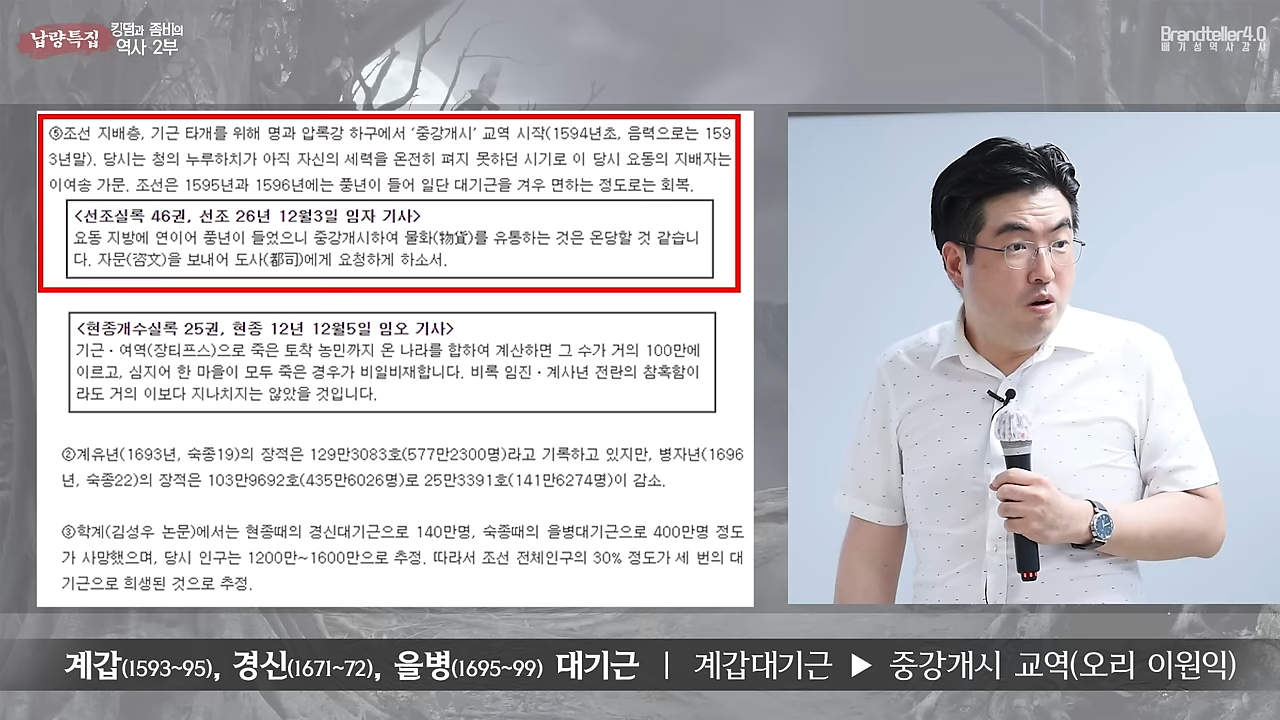 납량특집
킹덤과 좀비의
역사 2부
Brandteller4.0
배기성역사강사
⑤조선 지배층, 기근 타개를 위해 명과 압록강 하구에서 ‘중강개시’ 교역 시작(1594년초, 음력으로는 159
3년말). 당시는 청의 누루하치가 아직 자신의 세력을 온전히 펴지 못하던 시기로 이 당시 요동의 지배자는
이여송 가문. 조선은 1595년과 1596년에는 풍년이 들어 일단 대기근을 겨우 면하는 정도로는 회복.
<선조실록 46권, 선조 26년 12월3일 임자 기사>
요동 지방에 연이어 풍년이 들었으니 중강개시하여 물화(物貨)를 유통하는 것은 온당할 것 같습니
다. 자문(咨文)을 보내어 도사(都司)에게 요청하게 하소서.
<현종개수실록 25권, 현종 12년 12월5일 임오 기사>
기근·여역(장티프스)으로 죽은 토착 농민까지 온 나라를 합하여 계산하면 그 수가 거의 100만에
이르고, 심지어 한 마을이 모두 죽은 경우가 비일비재합니다. 비록 임진·계사년 전란의 참혹함이
라도 거의 이보다 지나치지는 않았을 것입니다.
②계유년(1693년, 숙종19)의 장적은 129만3083호(577만2300명)라고 기록하고 있지만, 병자년(1696
년, 숙종22)의 장적은 103만9692호(435만6026명)로 25만3391호(141만6274명)이 감소.
③학계(김성우 논문)에서는 현종때의 경신대기근으로 140만명, 숙종때의 을병대기근으로 400만명 정도
가 사망했으며, 당시 인구는 1200만~1600만으로 추정. 따라서 조선 전체인구의 30% 정도가 세 번의 대
기근으로 희생된 것으로 추정.
계갑(1593~95), 경신(1671~72), 을병(1695~99) 대기근 | 계갑대기근 ▶ 중강개시 교역(오리 이원익)